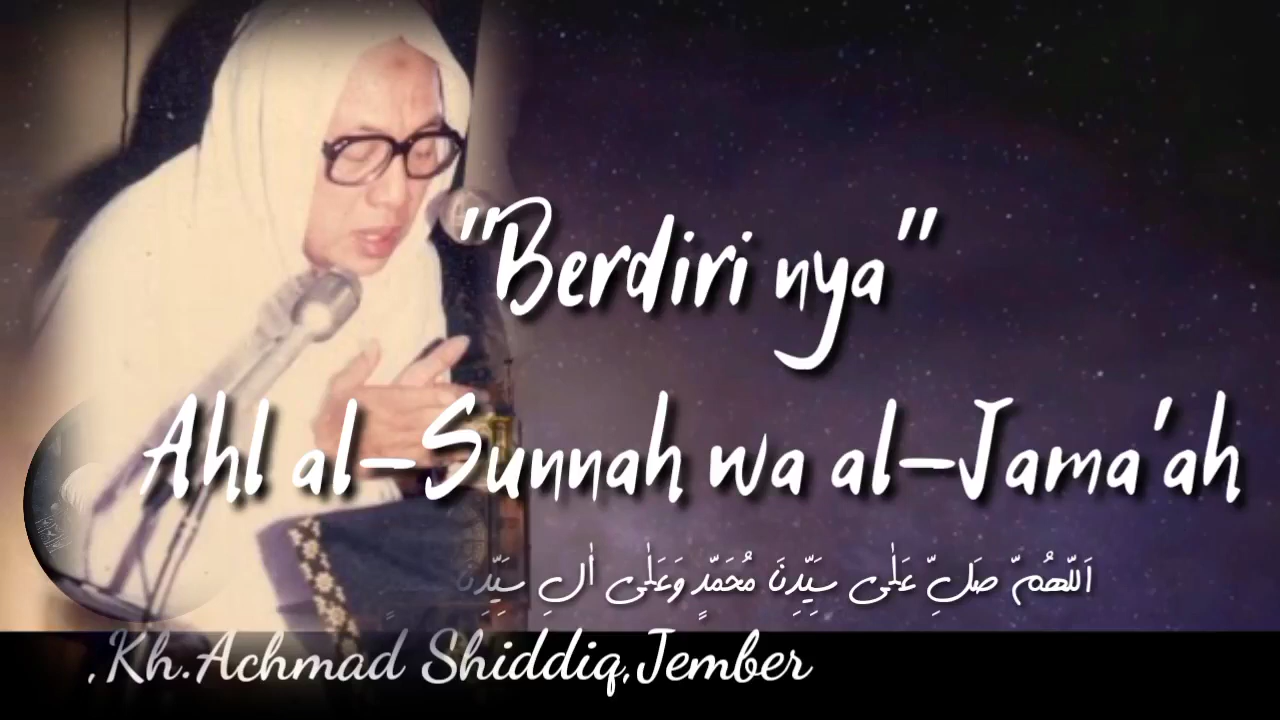 "Berdiri nya"
Ahl al-Sunnah wa al-Jama'ah
اَللّٰهُمَّ صَلِّ عَلٰى سَيِّدِنَا مُحَمَّدٍ وَعَلٰى اٰلِ سَيِّدِنَا
,Kh.Achmad Shiddiq,Jember